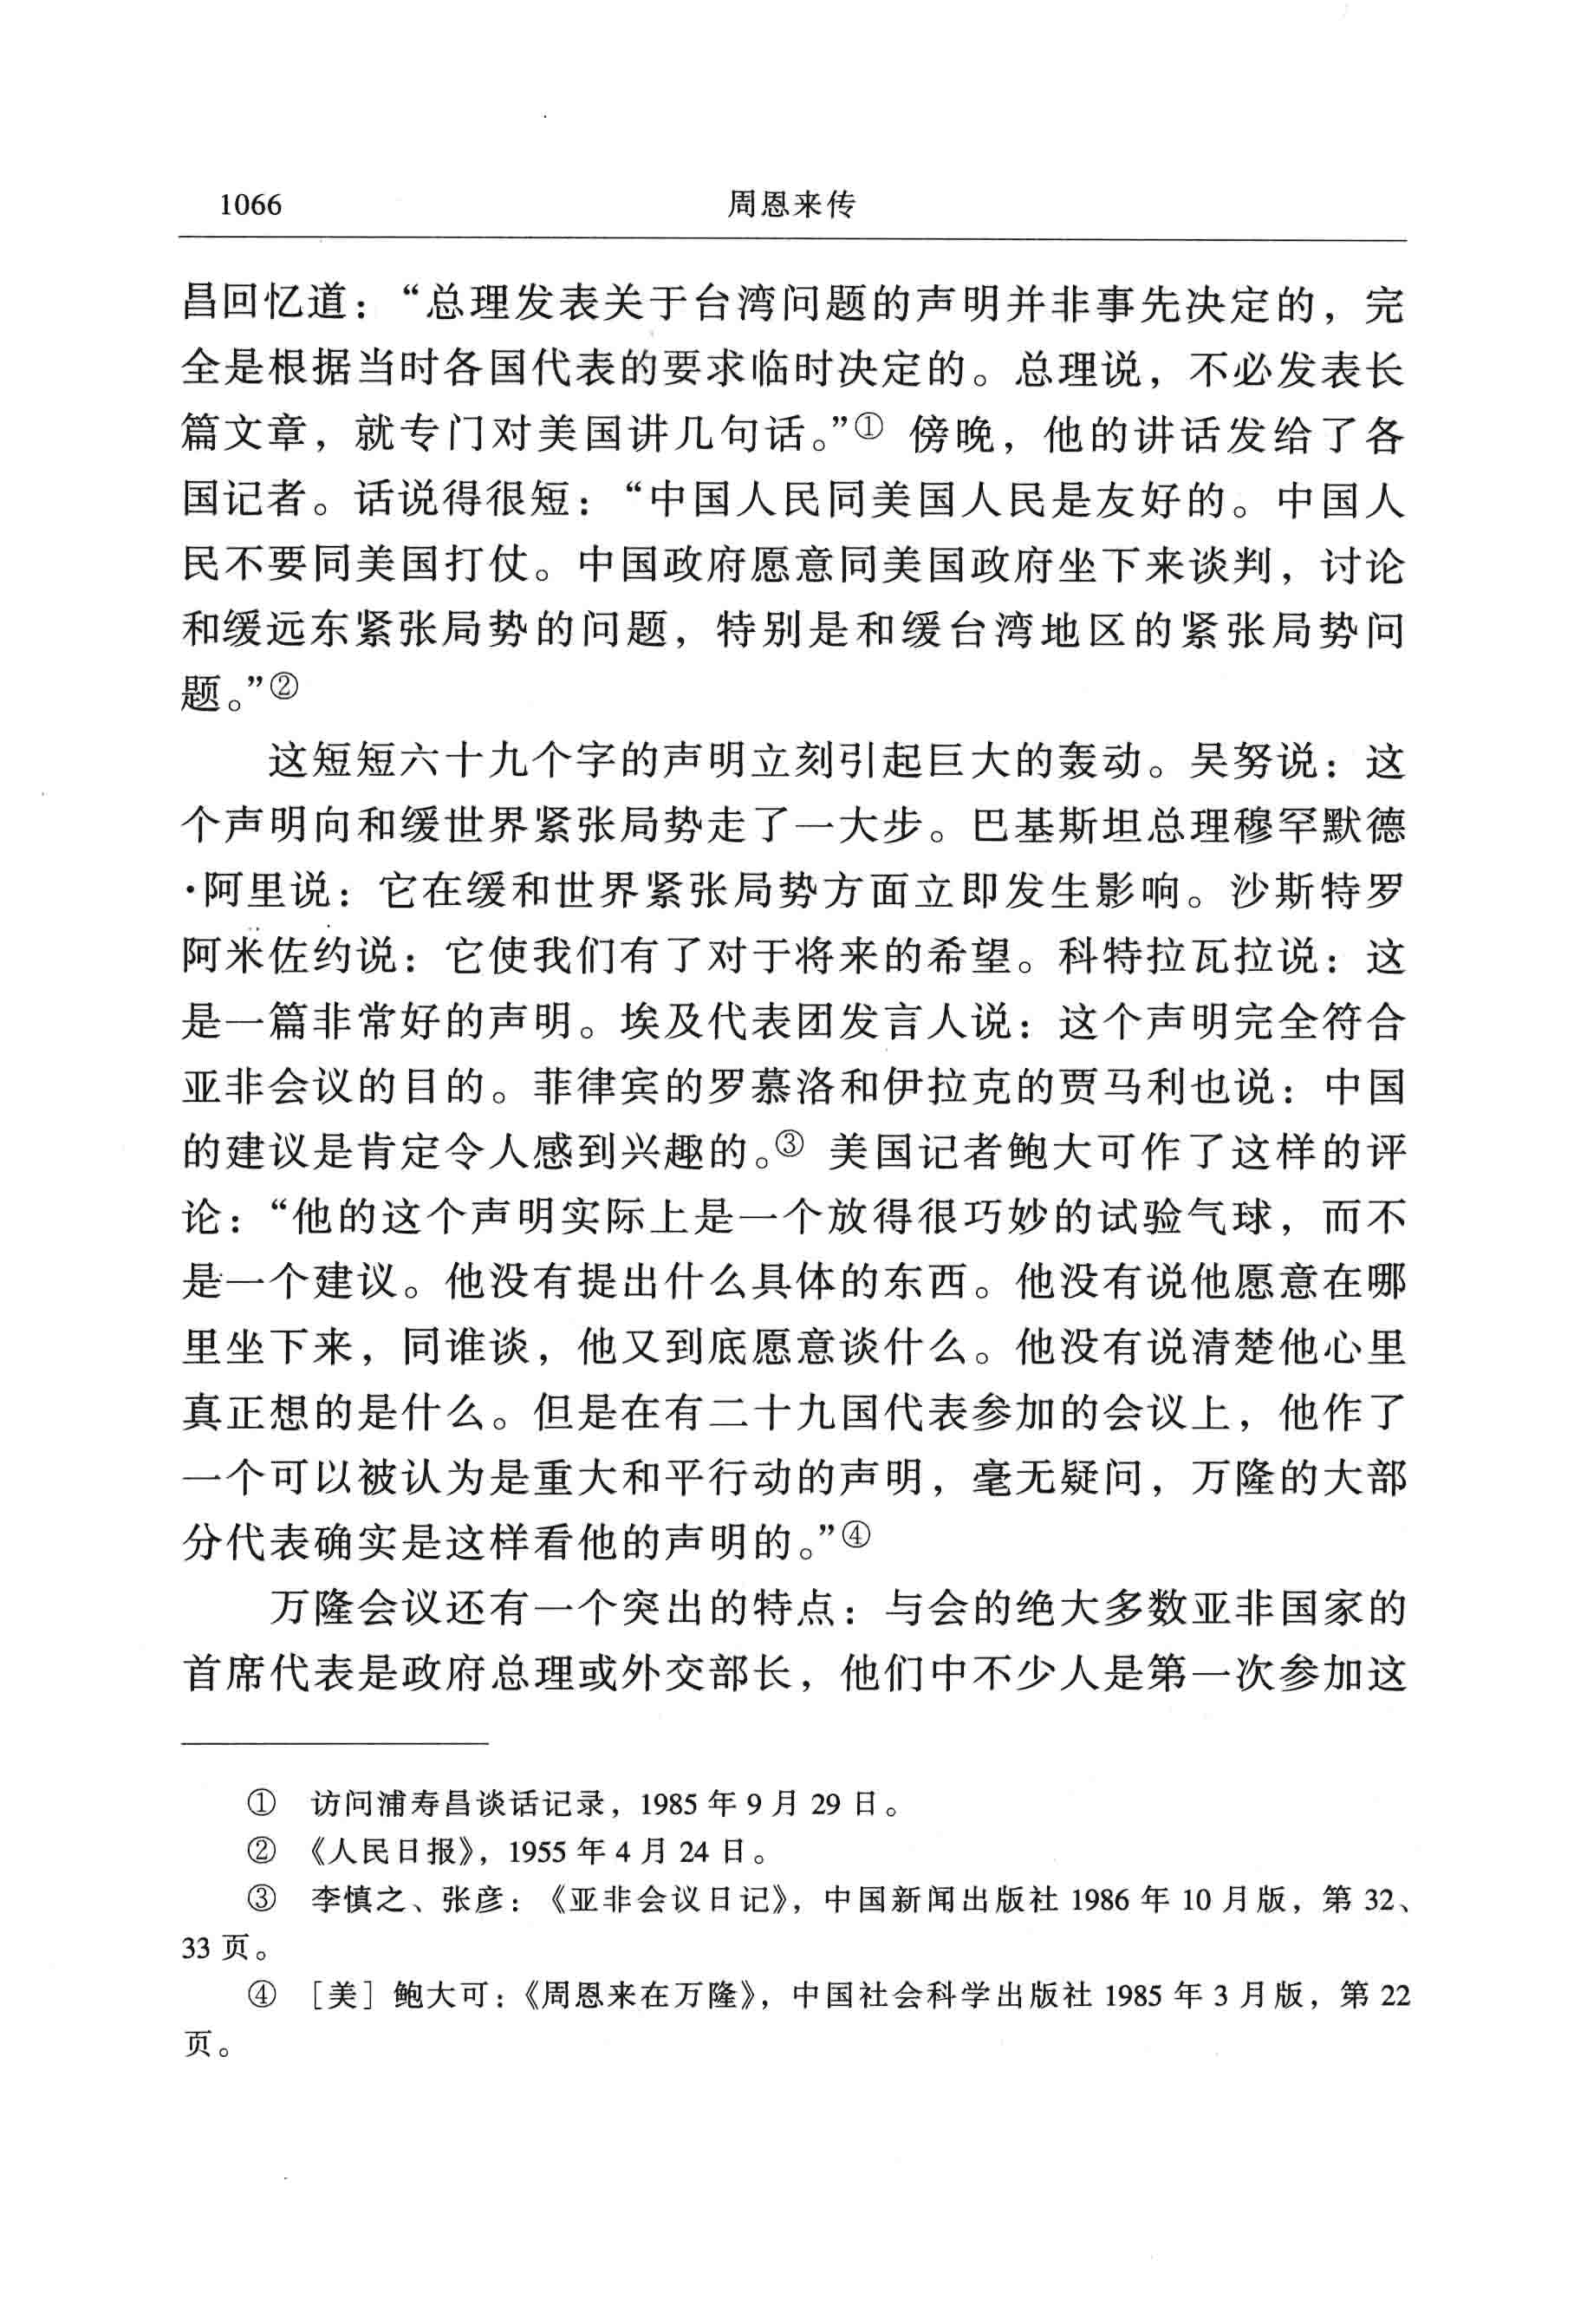 1066 周恩来传
昌回忆道：“总理发表关于台湾问题的声明并非事先决定的，完
全是根据当时各国代表的要求临时决定的。总理说，不必发表长
篇文章，就专门对美国讲几句话。”① 傍晚，他的讲话发给了各
国记者。话说得很短：“中国人民同美国人民是友好的。中国人
民不要同美国打仗。中国政府愿意同美国政府坐下来谈判，讨论
和缓远东紧张局势的问题，特别是和缓台湾地区的紧张局势问
题。”②
这短短六十九个字的声明立刻引起巨大的轰动。吴努说：这
个声明向和缓世界紧张局势走了一大步。巴基斯坦总理穆罕默德
·阿里说：它在缓和世界紧张局势方面立即发生影响。沙斯特罗
阿米佐约说：它使我们有了对于将来的希望。科特拉瓦拉说：这
是一篇非常好的声明。埃及代表团发言人说：这个声明完全符合
亚非会议的目的。菲律宾的罗慕洛和伊拉克的贾马利也说：中国
的建议是肯定令人感到兴趣的。③ 美国记者鲍大可作了这样的评
论：“他的这个声明实际上是一个放得很巧妙的试验气球，而不
是一个建议。他没有提出什么具体的东西。他没有说他愿意在哪
里坐下来，同谁谈，他又到底愿意谈什么。他没有说清楚他心里
真正想的是什么。但是在有二十九国代表参加的会议上，他作了
一个可以被认为是重大和平行动的声明，毫无疑问，万隆的大部
分代表确实是这样看他的声明的。”④
万隆会议还有一个突出的特点：与会的绝大多数亚非国家的
首席代表是政府总理或外交部长，他们中不少人是第一次参加这
① 访问浦寿昌谈话记录，1985 年 9 月 29 日。
② 《人民日报》，1955 年 4 月 24 日。
③ 李慎之、张彦：《亚非会议日记》，中国新闻出版社 1986 年 10 月版，第 32、
33 页。
④ ［美］鲍大可：《周恩来在万隆》，中国社会科学出版社 1985 年 3 月版，第 22
页。